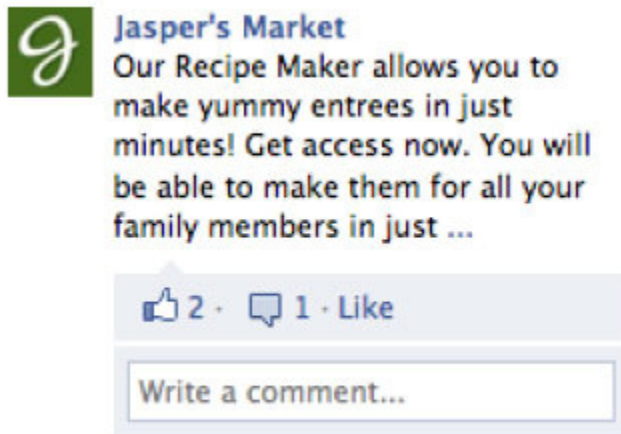 Jasper's Market
Our Recipe Maker allows you to
make yummy entrees in just
minutes! Get access now. You will
be able to make them for all your
family members in just ...
2 · 1 · Like
Write a comment...